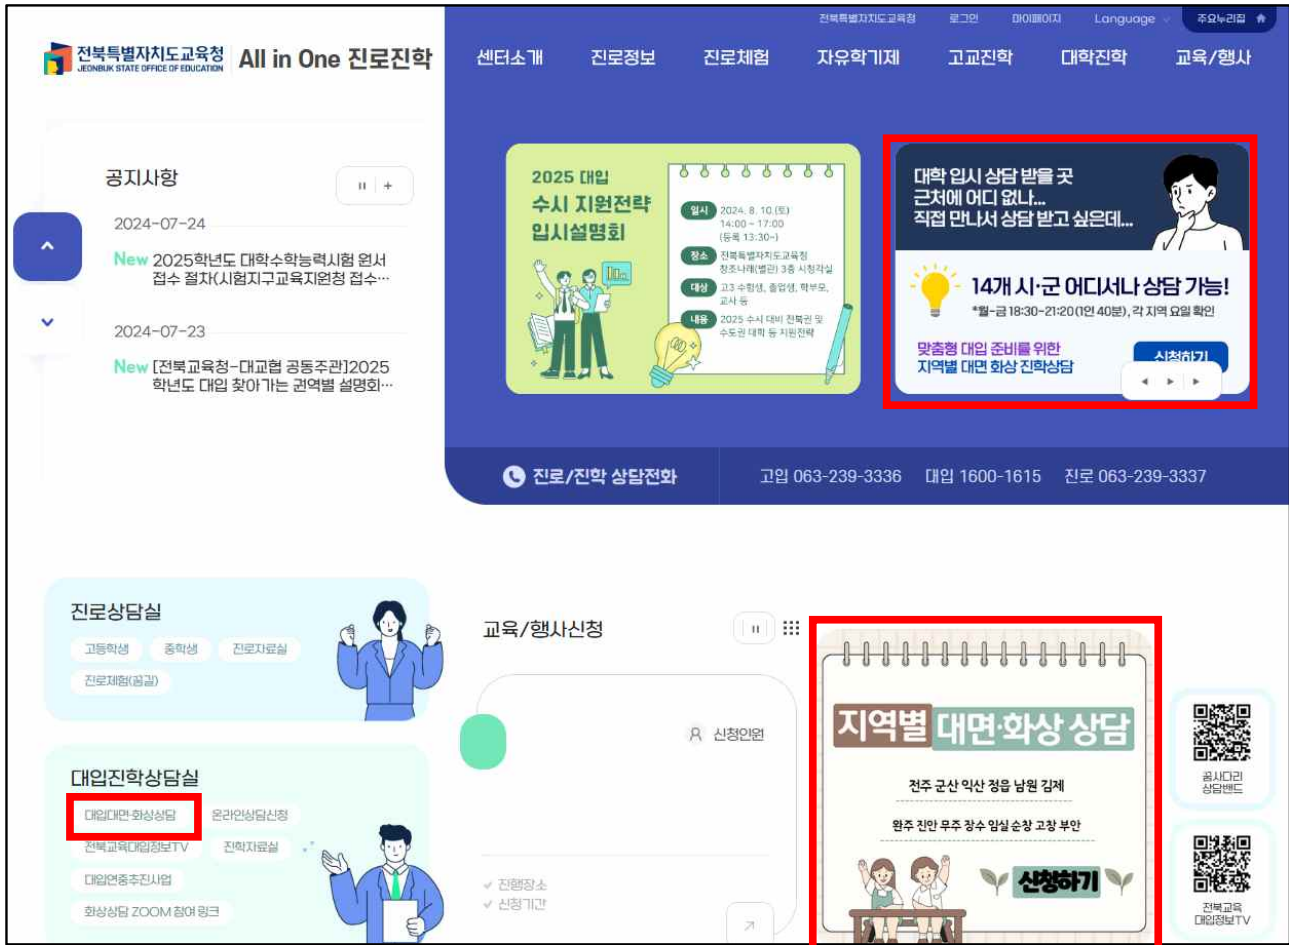 전북특별자치도교육청 로그인 마이페이지 Language 주요누리집
전북특별자치도교육청
JEONBUK STATE OFFICE OF EDUCATION
All in One 진로진학
센터소개 진로정보 진로체험 자유학기제 고교진학 대학진학 교육/행사
공지사항
2024-07-24
New 2025학년도 대학수학능력시험 원서
접수 절차(시험지구교육지원청 접수…
2024-07-23
New [전북교육청-대교협 공동주관]2025
학년도 대입 찾아가는 권역별 설명회…
2025 대입
수시 지원전략
입시설명회
일시 2024. 8. 10.(토)
14:00 ~ 17:00
(등록 13:30~)
장소 전북특별자치도교육청
창조나래(별관) 3층 시청각실
대상 고3 수험생, 졸업생, 학부모,
교사 등
내용 2025 수시 대비 전북권 및
수도권 대학 등 지원전략
대학 입시 상담 받을 곳
근처에 어디 없나...
직접 만나서 상담 받고 싶은데...
14개 시·군 어디서나 상담 가능!
*월~금 18:30~21:20 (1인 40분), 각 지역 요일 확인
맞춤형 대입 준비를 위한
지역별 대면 화상 진학상담
신청하기
진로/진학 상담전화 고입 063-239-3336 대입 1600-1615 진로 063-239-3337
진로상담실
고등학생 중학생 진로자료실
진로체험(꿈길)
대입진학상담실
대입대면·화상상담 온라인상담신청
전북교육대입정보TV 진학자료실
대입연중추진사업
화상상담 ZOOM 참여 링크
교육/행사신청
신청인원
진행장소
신청기간
지역별 대면·화상 상담
전주 군산 익산 정읍 남원 김제
완주 진안 무주 장수 임실 순창 고창 부안
신청하기
꿈사다리
상담밴드
전북교육
대입정보TV